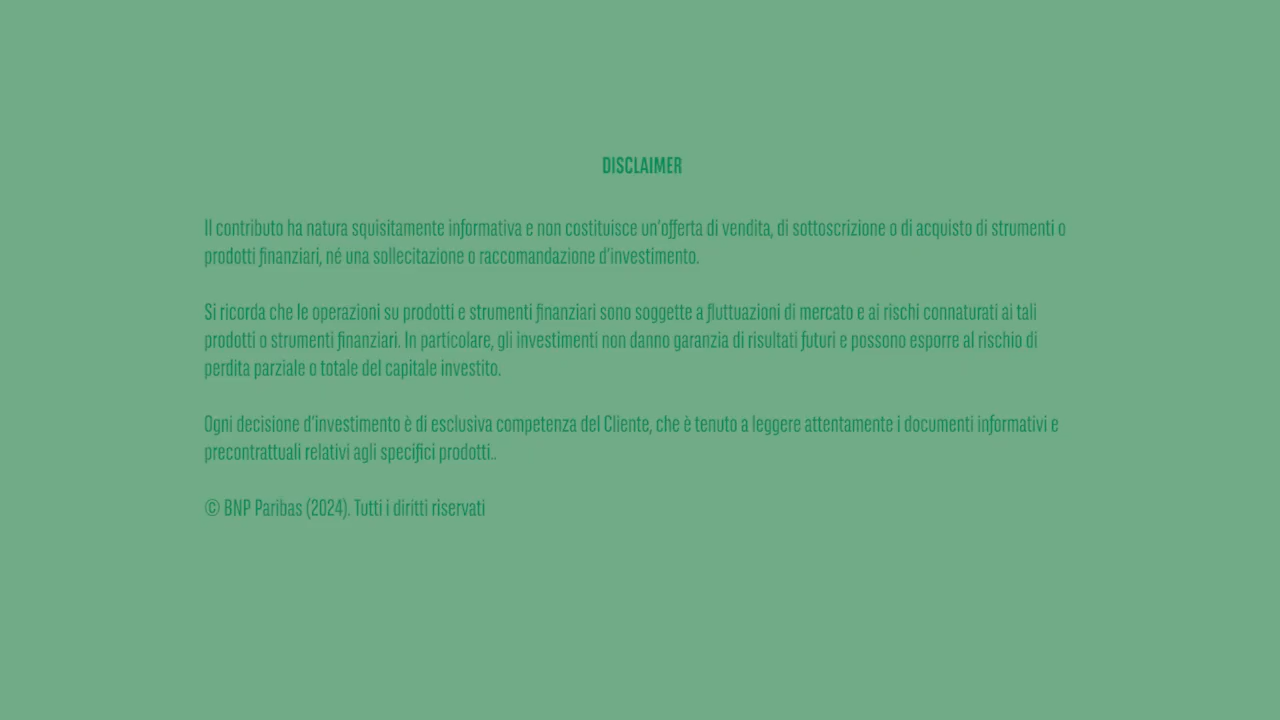 DISCLAIMER
Il contributo ha natura squisitamente informativa e non costituisce un'offerta di vendita, di sottoscrizione o di acquisto di strumenti o
prodotti finanziari, né una sollecitazione o raccomandazione d'investimento.
Si ricorda che le operazioni su prodotti e strumenti finanziari sono soggette a fluttuazioni di mercato e ai rischi connaturati ai tali
prodotti o strumenti finanziari. In particolare, gli investimenti non danno garanzia di risultati futuri e possono esporre al rischio di
perdita parziale o totale del capitale investito.
Ogni decisione d'investimento è di esclusiva competenza del Cliente, che è tenuto a leggere attentamente i documenti informativi e
precontrattuali relativi agli specifici prodotti..
© BNP Paribas (2024). Tutti i diritti riservati